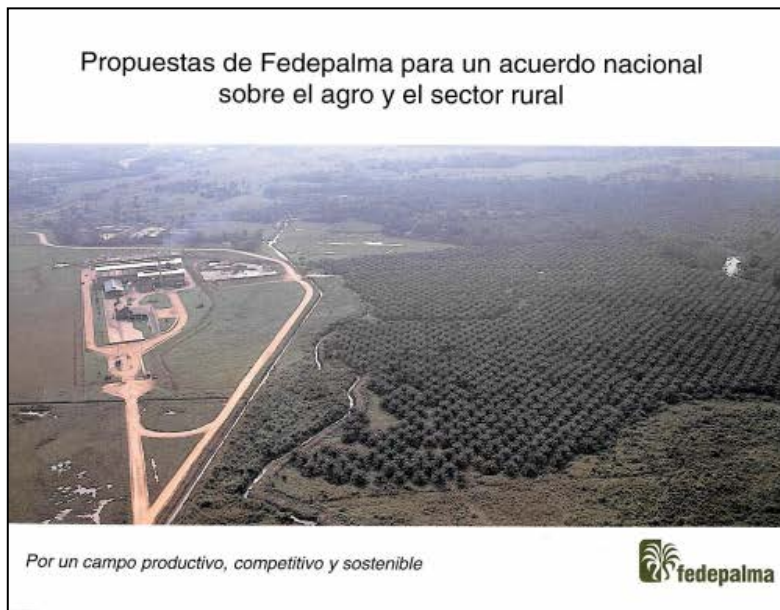 Propuestas de Fedepalma para un acuerdo nacional
sobre el agro y el sector rural
Por un campo productivo, competitivo y sostenible
fedepalma